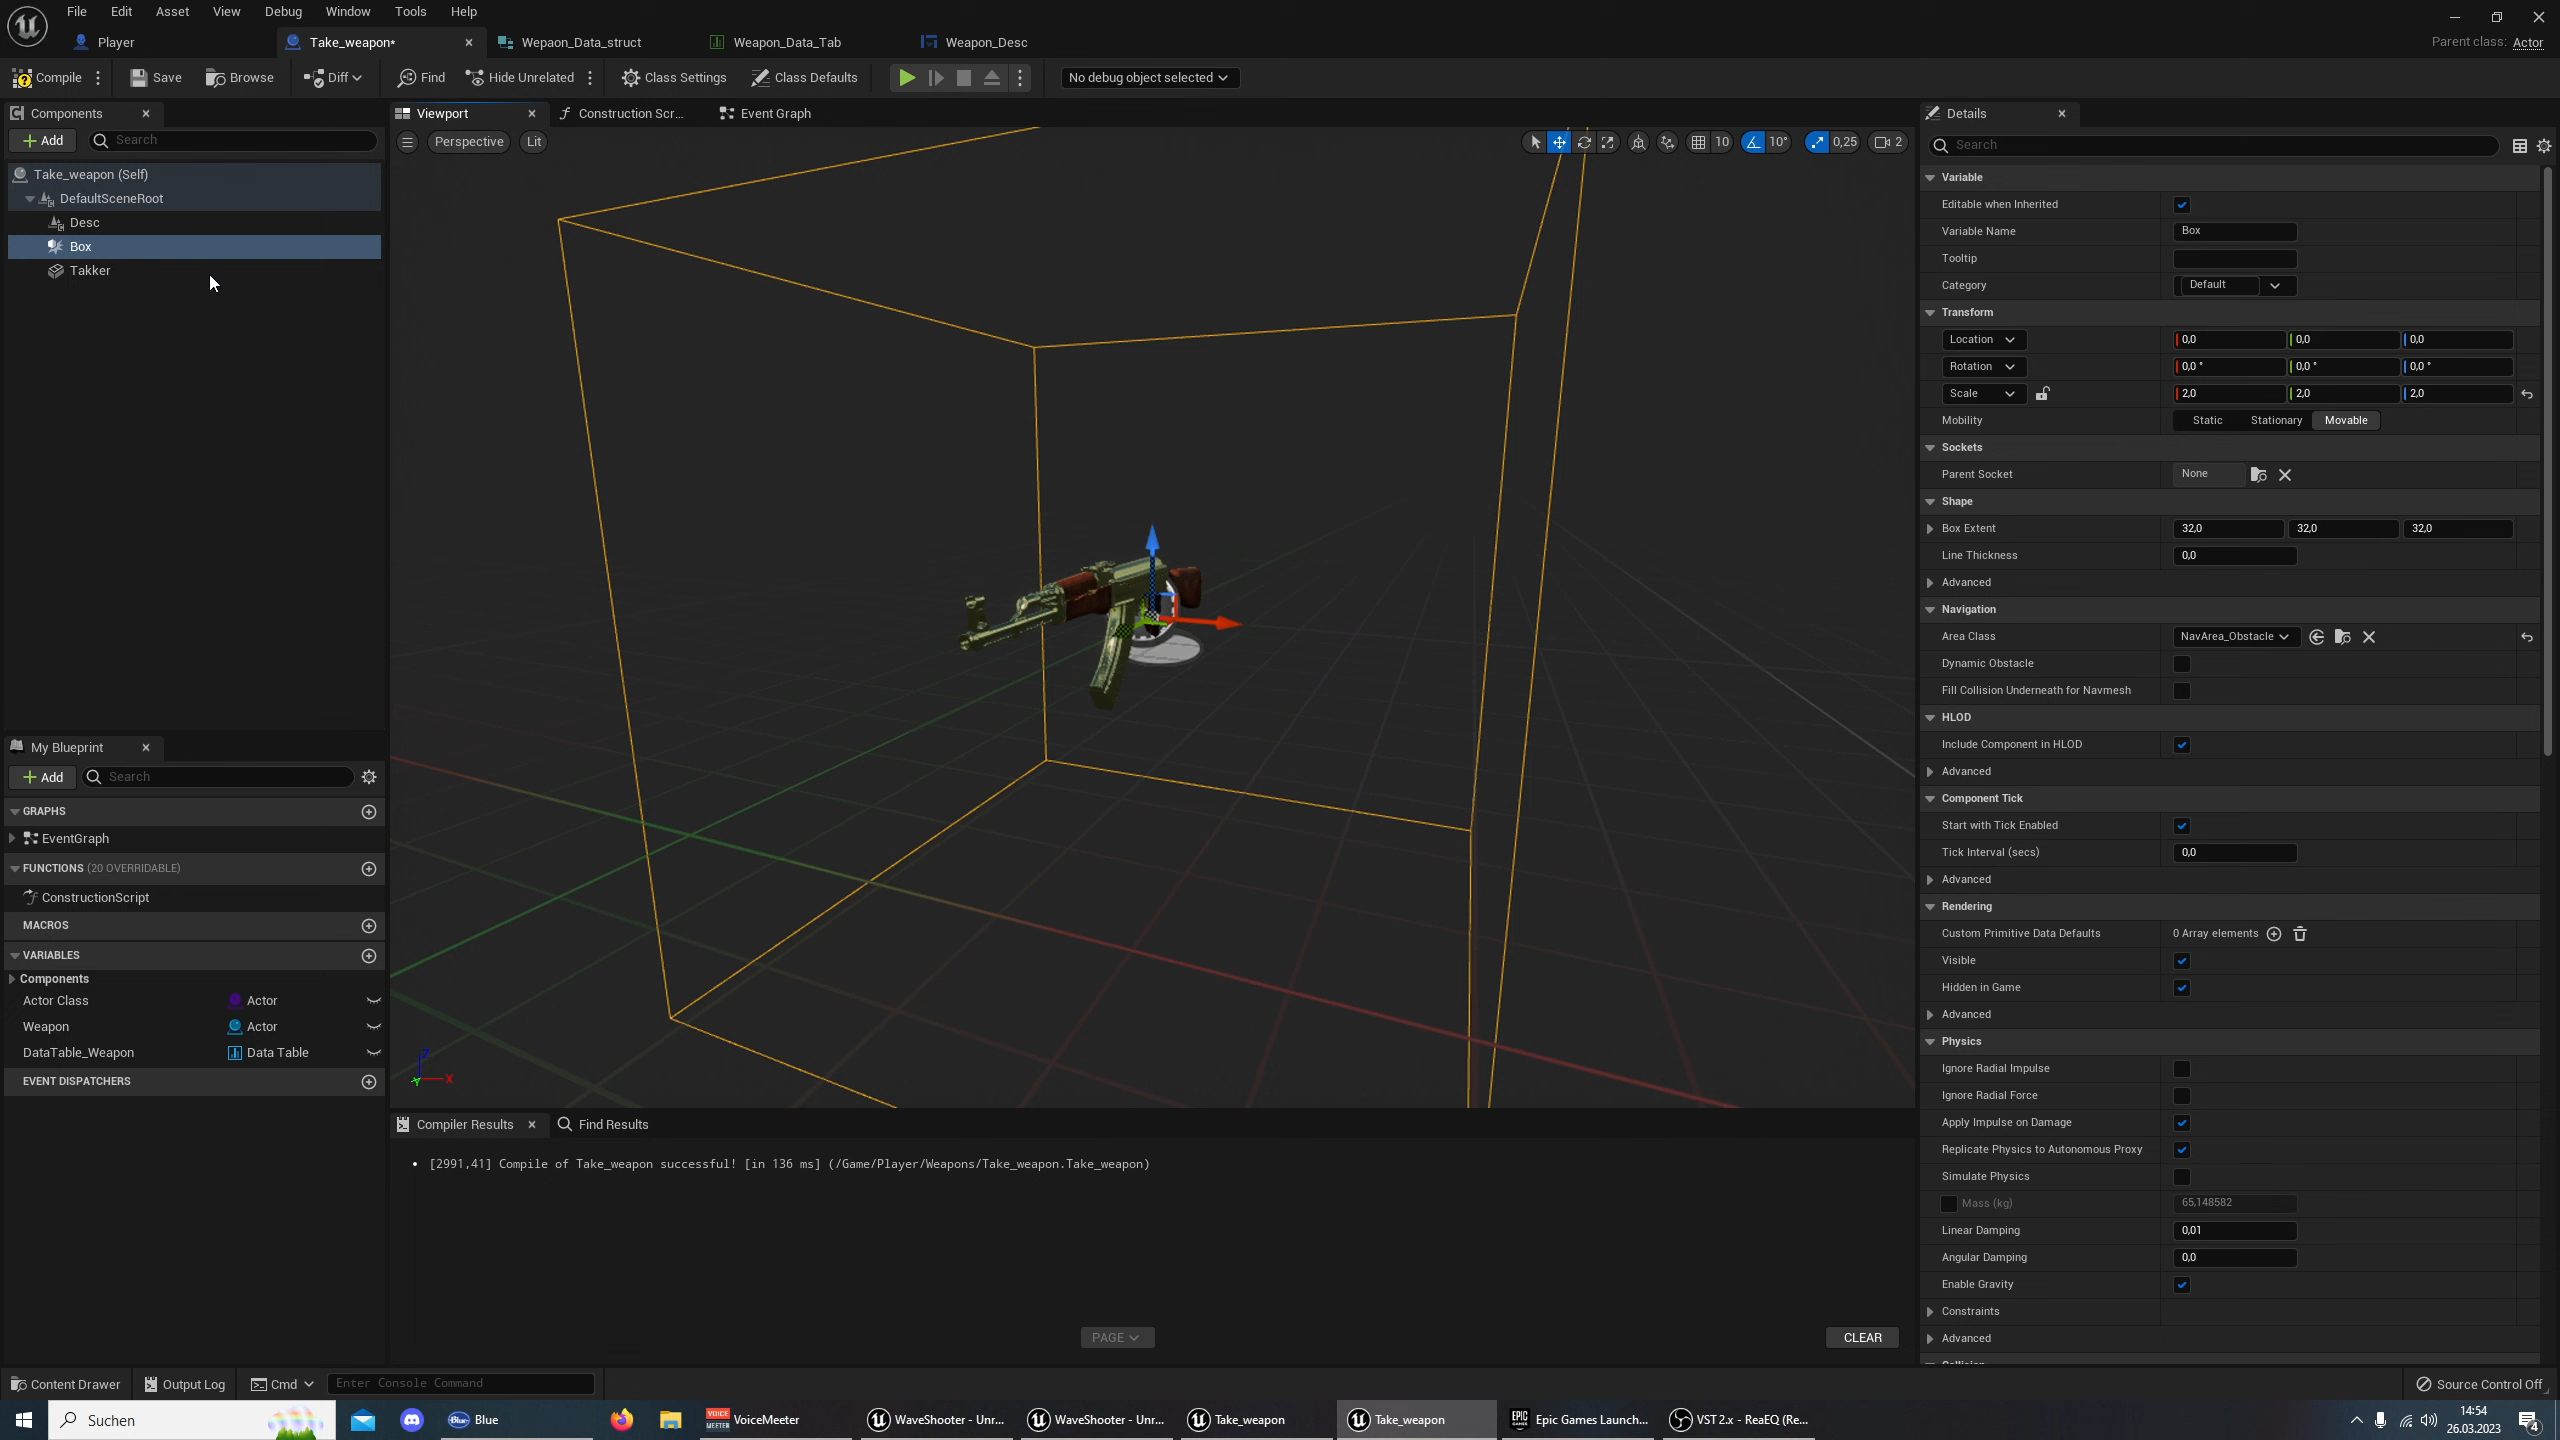 File Edit Asset View Debug Window Tools Help
Player Take_weapon* Wepaon_Data_struct Weapon_Data_Tab Weapon_Desc Parent class: Actor
Compile Save Browse Diff Find Hide Unrelated Class Settings Class Defaults No debug object selected
Components
Add Search
Take_weapon (Self)
DefaultSceneRoot
Desc
Box
Takker
My Blueprint
Add Search
GRAPHS
EventGraph
FUNCTIONS (20 OVERRIDABLE)
ConstructionScript
MACROS
VARIABLES
Components
Actor Class Actor
Weapon Actor
DataTable_Weapon Data Table
EVENT DISPATCHERS
Viewport Construction Scr... Event Graph
Perspective Lit 10 10° 0,25 2
Z
X
Y
Compiler Results Find Results
• [2991,41] Compile of Take_weapon successful! [in 136 ms] (/Game/Player/Weapons/Take_weapon.Take_weapon)
PAGE CLEAR
Details
Search
Variable
Editable when Inherited
Variable Name Box
Tooltip
Category Default
Transform
Location 0,0 0,0 0,0
Rotation 0,0 ° 0,0 ° 0,0 °
Scale 2,0 2,0 2,0
Mobility Static Stationary Movable
Sockets
Parent Socket None
Shape
Box Extent 32,0 32,0 32,0
Line Thickness 0,0
Advanced
Navigation
Area Class NavArea_Obstacle
Dynamic Obstacle
Fill Collision Underneath for Navmesh
HLOD
Include Component in HLOD
Advanced
Component Tick
Start with Tick Enabled
Tick Interval (secs) 0,0
Advanced
Rendering
Custom Primitive Data Defaults 0 Array elements
Visible
Hidden in Game
Advanced
Physics
Ignore Radial Impulse
Ignore Radial Force
Apply Impulse on Damage
Replicate Physics to Autonomous Proxy
Simulate Physics
Mass (kg) 65,148582
Linear Damping 0,01
Angular Damping 0,0
Enable Gravity
Constraints
Advanced
Content Drawer Output Log Cmd Enter Console Command Source Control Off
Suchen Blue VoiceMeeter WaveShooter - Unr... WaveShooter - Unr... Take_weapon Take_weapon Epic Games Launch... VST 2.x - ReaEQ (Re... 14:54
26.03.2023 4